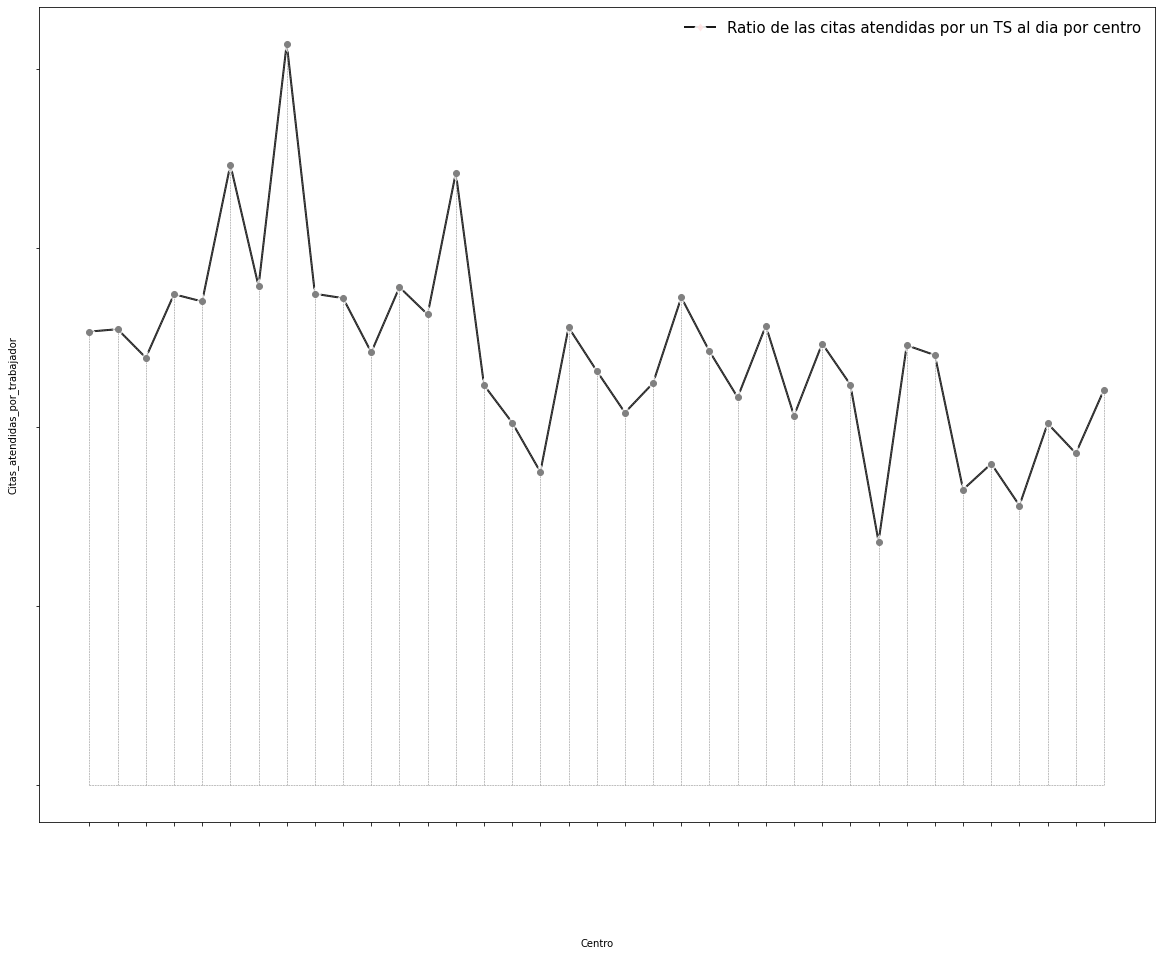 Ratio de las citas atendidas por un TS al dia por centro
Citas_atendidas_por_trabajador
Centro